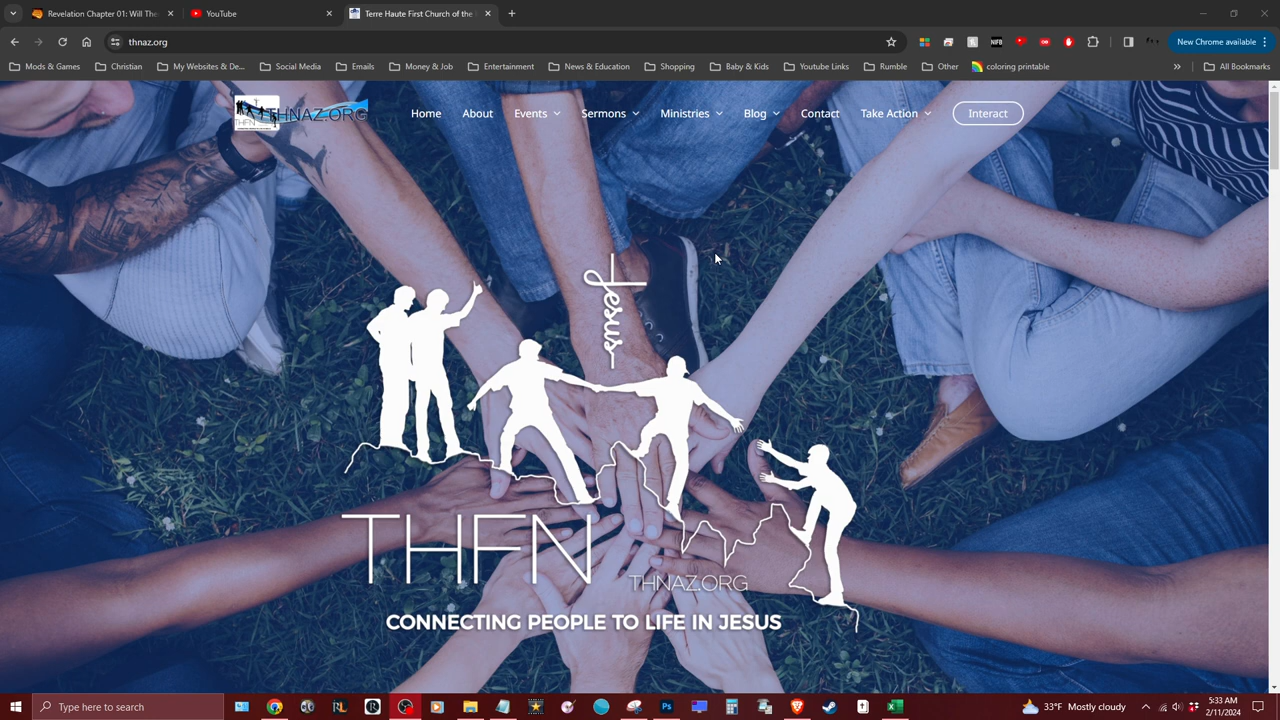 Revelation Chapter 01: Will The
YouTube
Terre Haute First Church of the
thnaz.org
New Chrome available
Mods & Games
Christian
My Websites & De...
Social Media
Emails
Money & Job
Entertainment
News & Education
Shopping
Baby & Kids
Youtube Links
Rumble
Other
coloring printable
All Bookmarks
THNAZ.ORG
Home
About
Events
Sermons
Ministries
Blog
Contact
Take Action
Interact
Jesus
THFN
THNAZ.ORG
CONNECTING PEOPLE TO LIFE IN JESUS
Type here to search
33°F Mostly cloudy
5:33 AM
2/11/2024